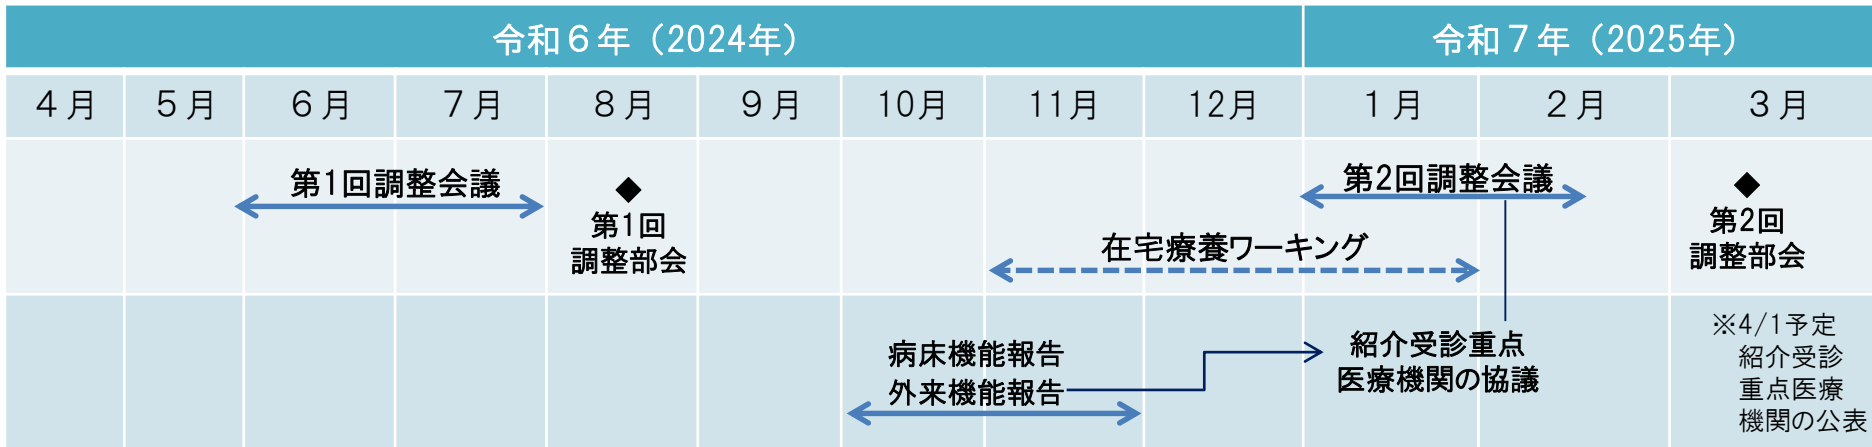 令和６年（2024年）
令和７年（2025年）
４月
５月
６月
７月
８月
９月
10月
11月
12月
１月
２月
３月
第1回調整会議
◆
第1回
調整部会
在宅療養ワーキング
第2回調整会議
◆
第2回
調整部会
病床機能報告
外来機能報告
紹介受診重点
医療機関の協議
※4/1予定
紹介受診
重点医療
機関の公表